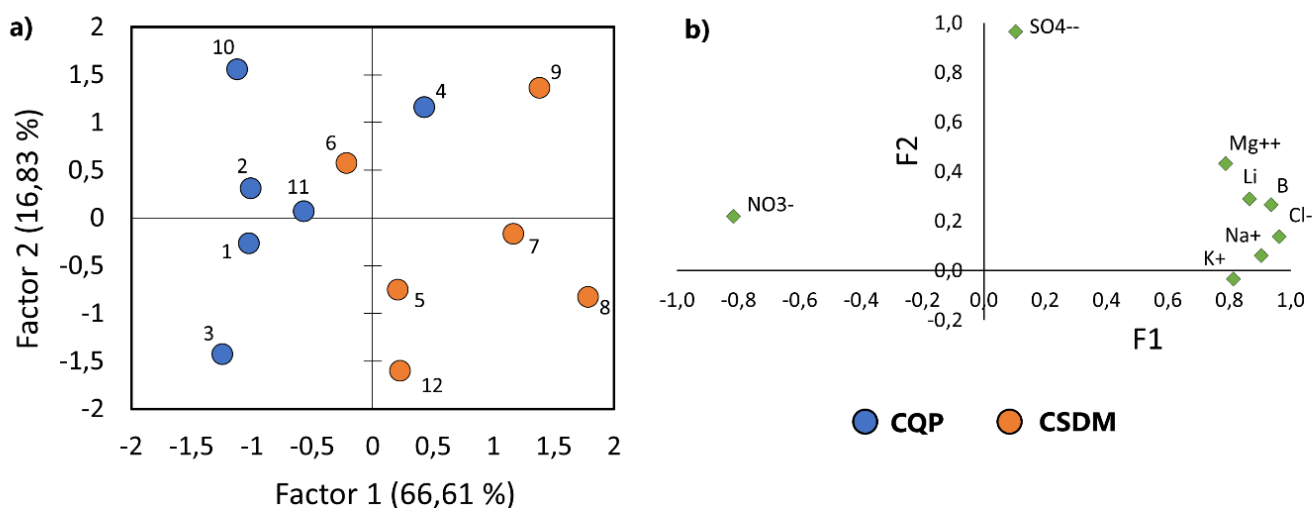 a)
Factor 2 (16,83 %)
2
1,5
1
0,5
0
-0,5
-1
-1,5
-2
10
9
4
6
2
11
1
7
5
8
3
12
-2 -1 -0,5 0 0,5 1 1,5 2
Factor 1 (66,61 %)
b)
F2
1,0
0,8
0,6
0,4
0,2
0,0
-0,2
SO4--
Mg++
Li
B
NO3-
Cl-
Na+
K+
-1,0 -0,8 -0,6 -0,4 -0,2 0,0 0,2 0,4 0,6 0,8 1,0
F1
CQP CSDM